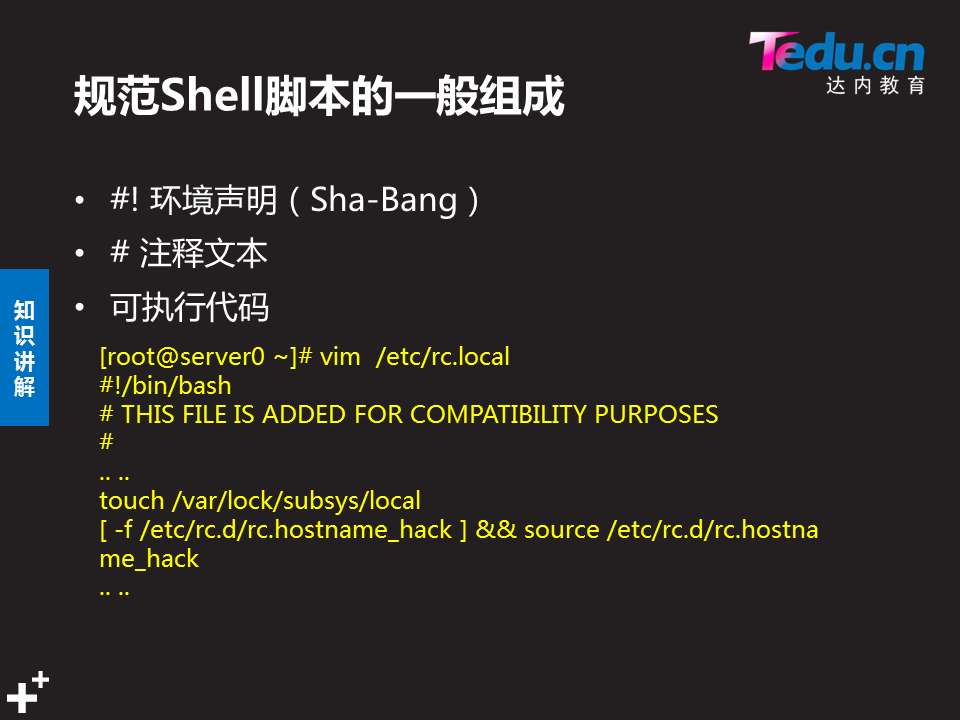 Tedu.cn
达内教育
规范Shell脚本的一般组成
• #! 环境声明（Sha-Bang）
• # 注释文本
• 可执行代码
知识讲解
[root@server0 ~]# vim  /etc/rc.local
#!/bin/bash
# THIS FILE IS ADDED FOR COMPATIBILITY PURPOSES
#
.. ..
touch /var/lock/subsys/local
[ -f /etc/rc.d/rc.hostname_hack ] && source /etc/rc.d/rc.hostna
me_hack
.. ..